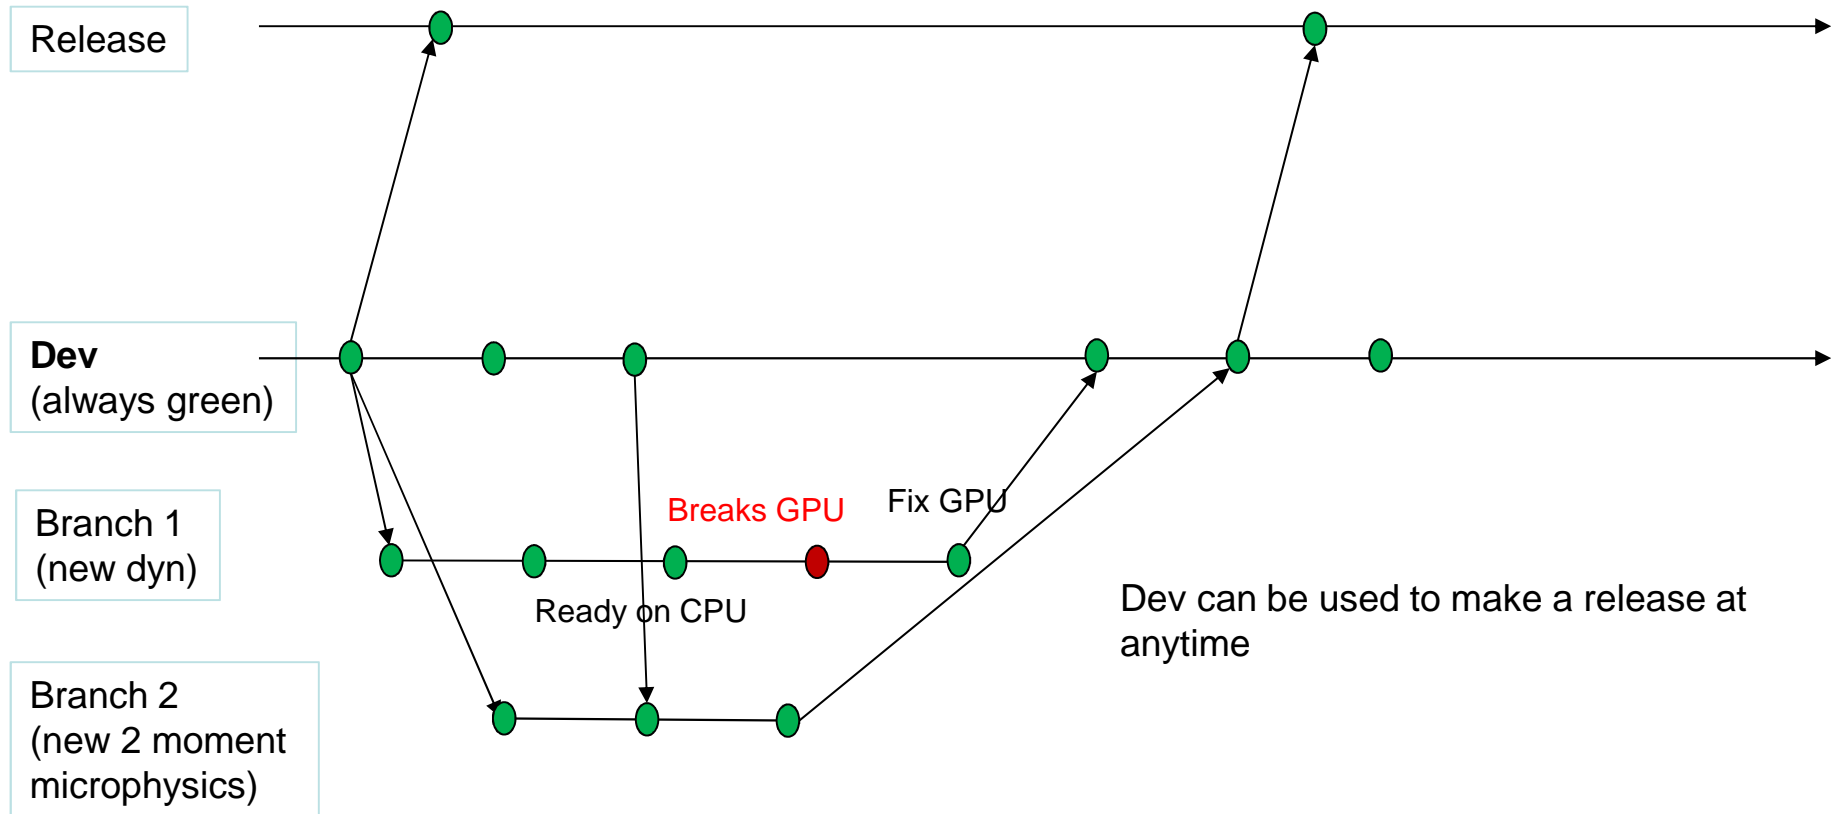 Release
Dev
(always green)
Branch 1
(new dyn)
Breaks GPU
Fix GPU
Ready on CPU
Dev can be used to make a release at
anytime
Branch 2
(new 2 moment
microphysics)